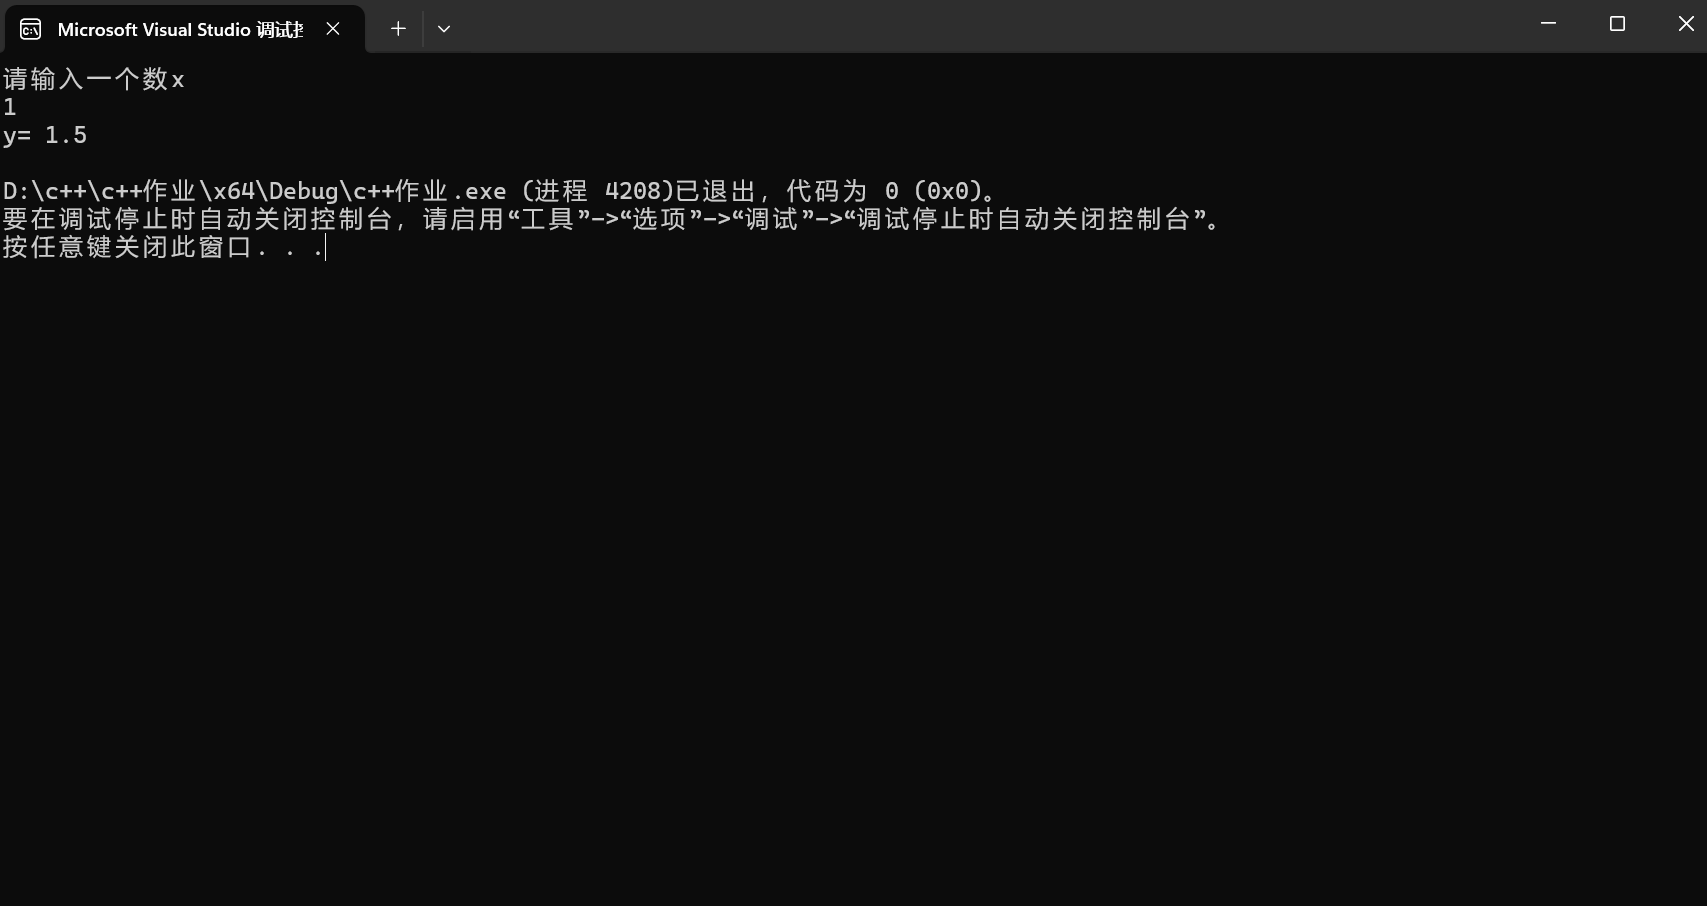 Microsoft Visual Studio 调试
请输入一个数x
1
y= 1.5
D:\c++\c++作业\x64\Debug\c++作业.exe (进程 4208)已退出，代码为 0 (0x0)。
要在调试停止时自动关闭控制台，请启用“工具”->“选项”->“调试”->“调试停止时自动关闭控制台”。
按任意键关闭此窗口. . .